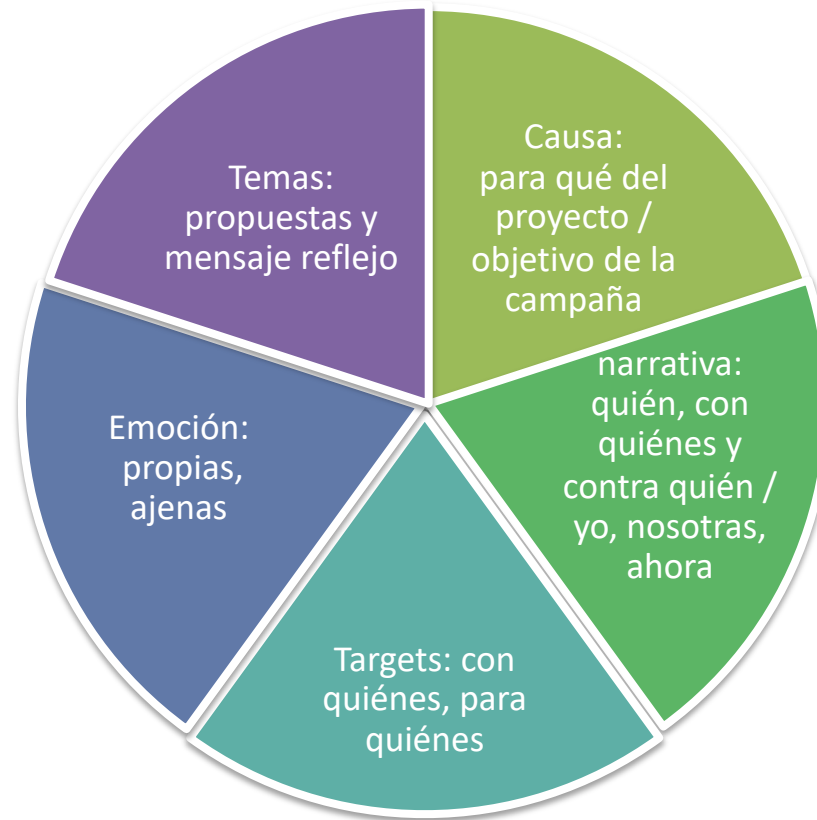 Causa:
para qué del
proyecto /
objetivo de la
campaña
narrativa:
quién, con
quiénes y
contra quién /
yo, nosotras,
ahora
Targets: con
quiénes, para
quiénes
Emoción:
propias,
ajenas
Temas:
propuestas y
mensaje reflejo